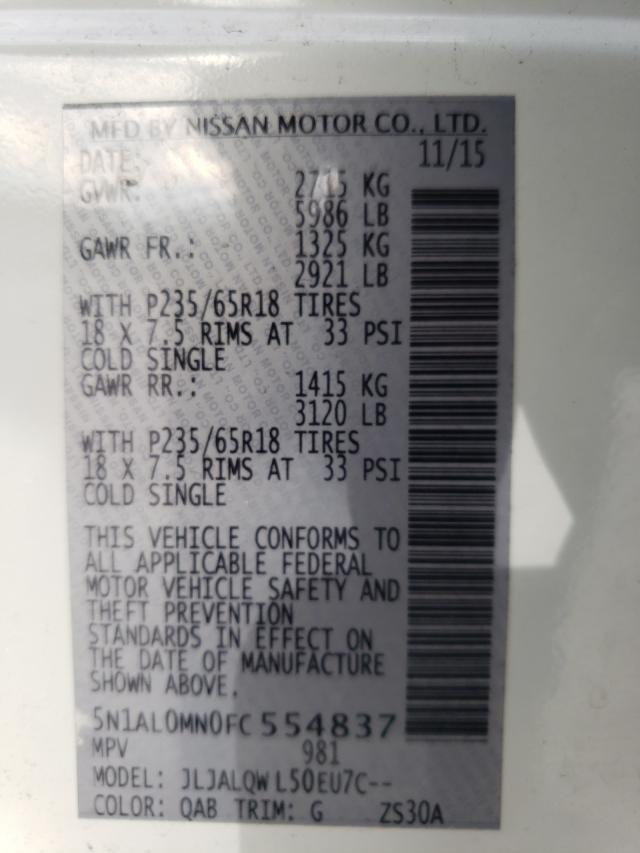 MFD BY NISSAN MOTOR CO., LTD.
DATE: 11/15
GVWR: 2715 KG
5986 LB
GAWR FR.: 1325 KG
2921 LB
WITH P235/65R18 TIRES
18 X 7.5 RIMS AT 33 PSI
COLD SINGLE
GAWR RR.: 1415 KG
3120 LB
WITH P235/65R18 TIRES
18 X 7.5 RIMS AT 33 PSI
COLD SINGLE
THIS VEHICLE CONFORMS TO
ALL APPLICABLE FEDERAL
MOTOR VEHICLE SAFETY AND
THEFT PREVENTION
STANDARDS IN EFFECT ON
THE DATE OF MANUFACTURE
SHOWN ABOVE.
5N1AL0MN0FC554837
MPV 981
MODEL: JLJALQWL50EU7C--
COLOR: QAB TRIM: G ZS30A